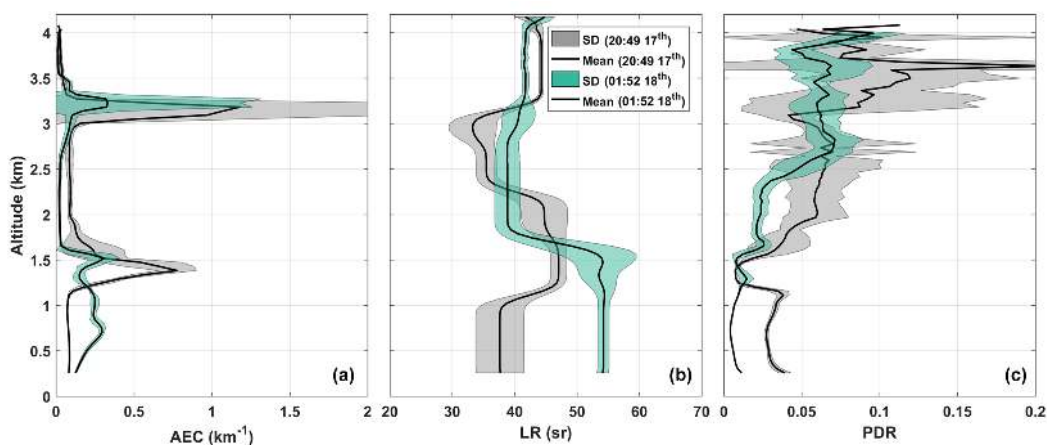 4
3.5
3
2.5
2
1.5
1
0.5
0
Altitude (km)
0 0.5 1 1.5 2
AEC (km⁻¹)
(a)
SD (20:49 17ᵗʰ)
Mean (20:49 17ᵗʰ)
SD (01:52 18ᵗʰ)
Mean (01:52 18ᵗʰ)
20 30 40 50 60 70
LR (sr)
(b)
0 0.05 0.1 0.15 0.2
PDR
(c)